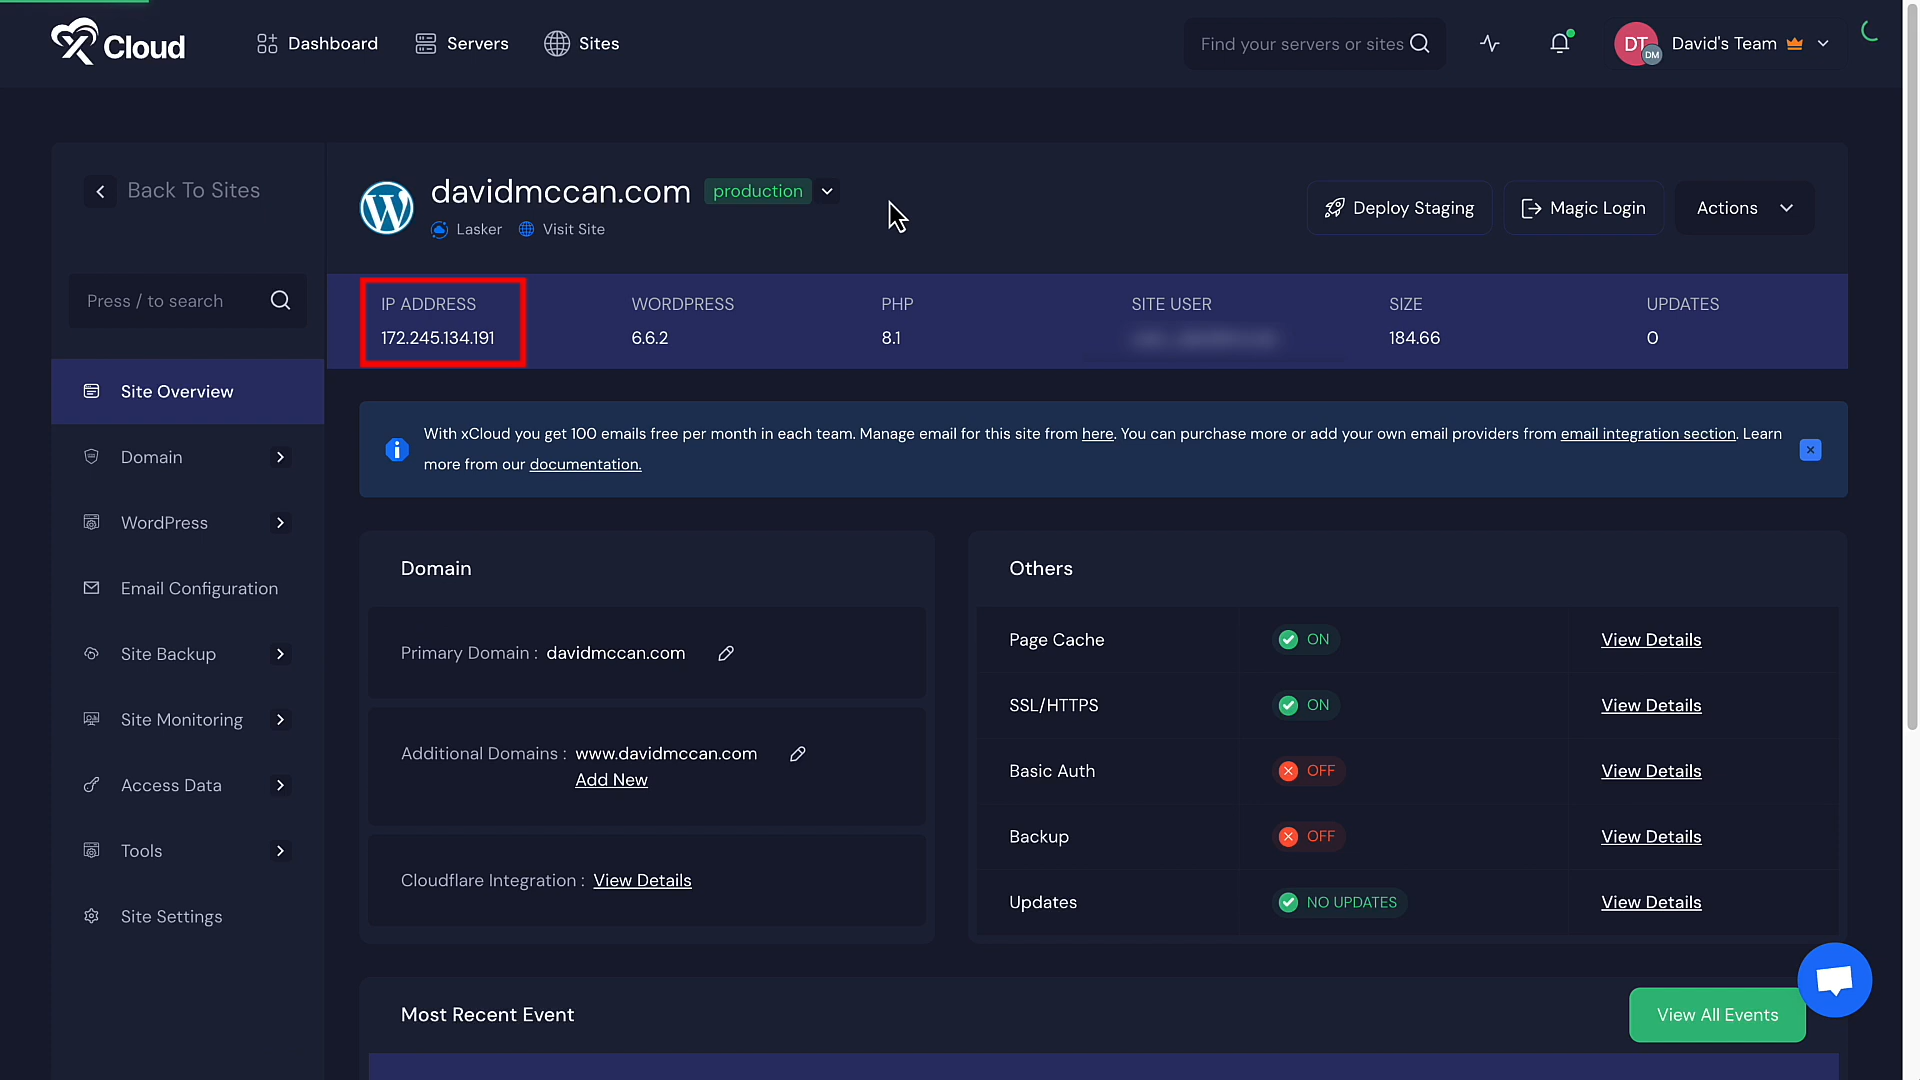 xCloud
Dashboard
Servers
Sites
Find your servers or sites
DT
DM
David's Team
Back To Sites
davidmccan.com
production
Lasker
Visit Site
Deploy Staging
Magic Login
Actions
Press / to search
IP ADDRESS
WORDPRESS
PHP
SITE USER
SIZE
UPDATES
172.245.134.191
6.6.2
8.1
184.66
0
Site Overview
Domain
WordPress
Email Configuration
Site Backup
Site Monitoring
Access Data
Tools
Site Settings
With xCloud you get 100 emails free per month in each team. Manage email for this site from here. You can purchase more or add your own email providers from email integration section. Learn
more from our documentation.
Domain
Primary Domain : davidmccan.com
Additional Domains : www.davidmccan.com
Add New
Cloudflare Integration : View Details
Others
Page Cache ON View Details
SSL/HTTPS ON View Details
Basic Auth OFF View Details
Backup OFF View Details
Updates NO UPDATES View Details
Most Recent Event
View All Events